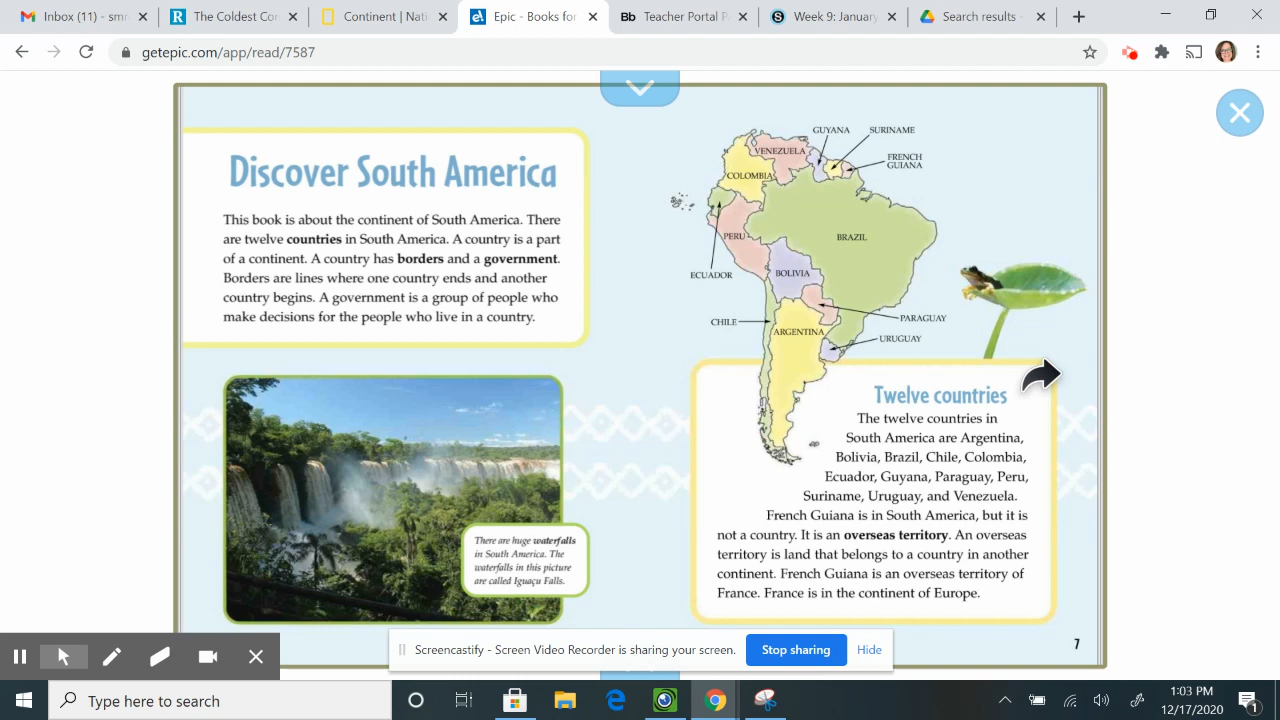 Inbox (11) - smr
The Coldest Cor
Continent | Nati
Epic - Books for
Bb Teacher Portal P
Week 9: January
Search results -
getepic.com/app/read/7587
Discover South America
This book is about the continent of South America. There
are twelve countries in South America. A country is a part
of a continent. A country has borders and a government.
Borders are lines where one country ends and another
country begins. A government is a group of people who
make decisions for the people who live in a country.
There are huge waterfalls
in South America. The
waterfalls in this picture
are called Iguaçu Falls.
GUYANA
SURINAME
VENEZUELA
FRENCH
GUIANA
COLOMBIA
PERU
BRAZIL
ECUADOR
BOLIVIA
CHILE
PARAGUAY
ARGENTINA
URUGUAY
Twelve countries
The twelve countries in
South America are Argentina,
Bolivia, Brazil, Chile, Colombia,
Ecuador, Guyana, Paraguay, Peru,
Suriname, Uruguay, and Venezuela.
French Guiana is in South America, but it is
not a country. It is an overseas territory. An overseas
territory is land that belongs to a country in another
continent. French Guiana is an overseas territory of
France. France is in the continent of Europe.
7
Screencastify - Screen Video Recorder is sharing your screen.
Stop sharing
Hide
Type here to search
1:03 PM
12/17/2020
1